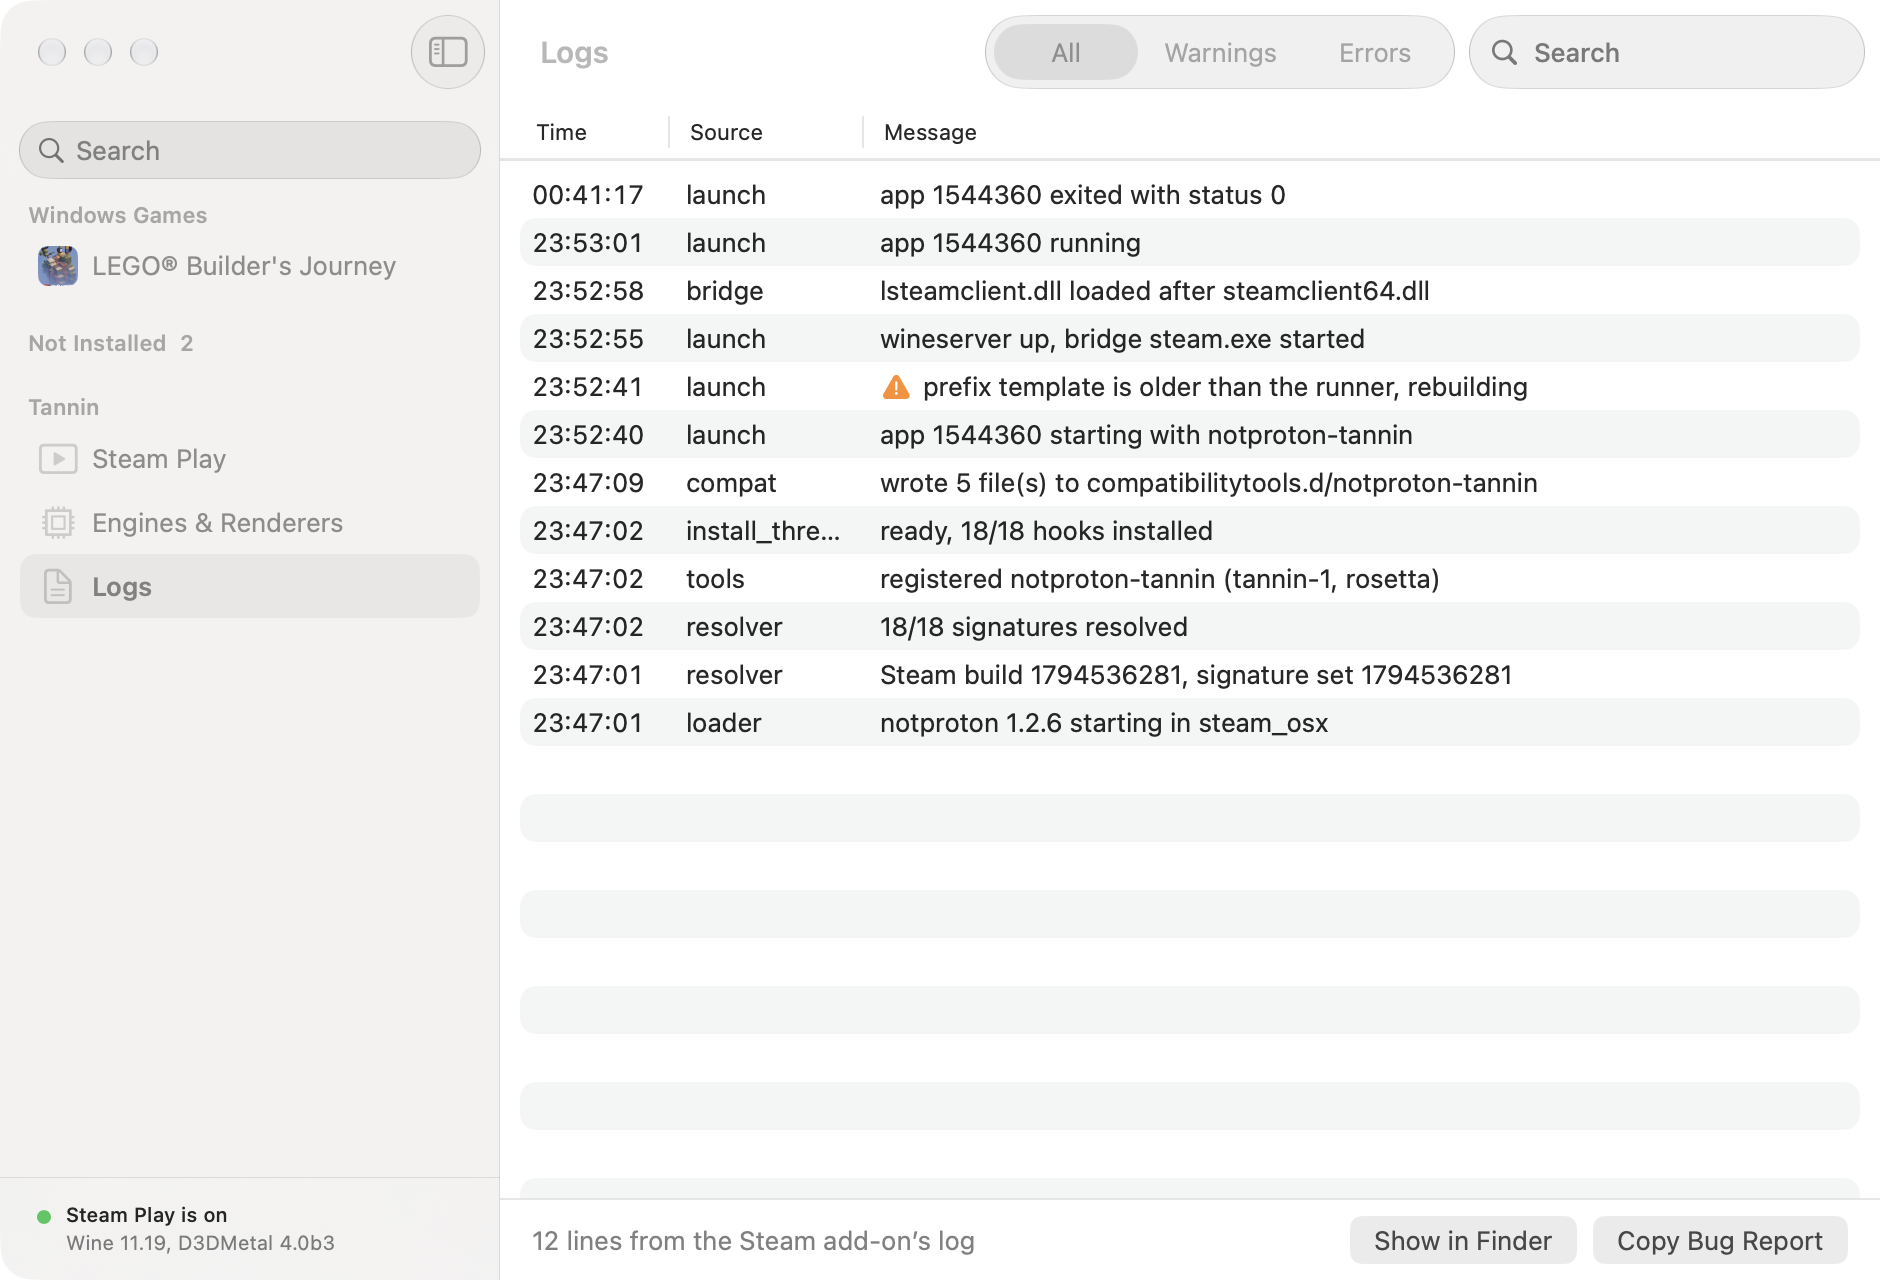 Search
Windows Games
LEGO® Builder's Journey
Not Installed 2
Tannin
Steam Play
Engines & Renderers
Logs
Steam Play is on
Wine 11.19, D3DMetal 4.0b3
Logs
All Warnings Errors
Search
Time Source Message
00:41:17 launch app 1544360 exited with status 0
23:53:01 launch app 1544360 running
23:52:58 bridge lsteamclient.dll loaded after steamclient64.dll
23:52:55 launch wineserver up, bridge steam.exe started
23:52:41 launch prefix template is older than the runner, rebuilding
23:52:40 launch app 1544360 starting with notproton-tannin
23:47:09 compat wrote 5 file(s) to compatibilitytools.d/notproton-tannin
23:47:02 install_thre... ready, 18/18 hooks installed
23:47:02 tools registered notproton-tannin (tannin-1, rosetta)
23:47:02 resolver 18/18 signatures resolved
23:47:01 resolver Steam build 1794536281, signature set 1794536281
23:47:01 loader notproton 1.2.6 starting in steam_osx
12 lines from the Steam add-on’s log
Show in Finder Copy Bug Report